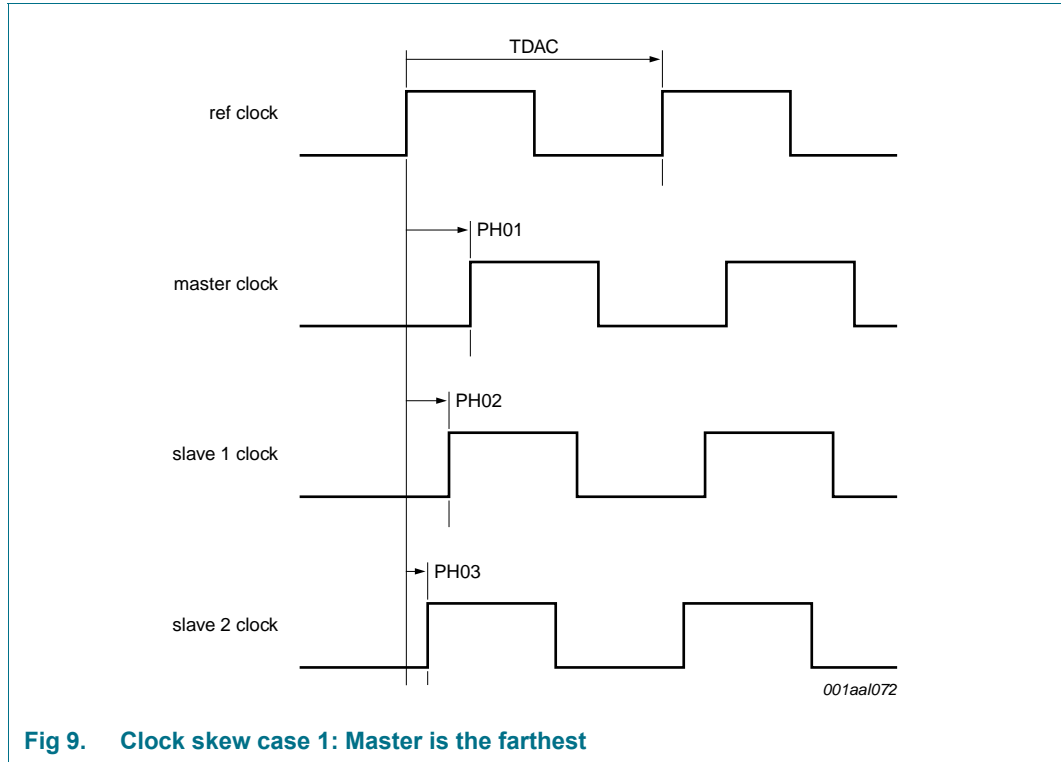 TDAC
ref clock
PH01
master clock
PH02
slave 1 clock
PH03
slave 2 clock
001aal072
Fig 9. Clock skew case 1: Master is the farthest